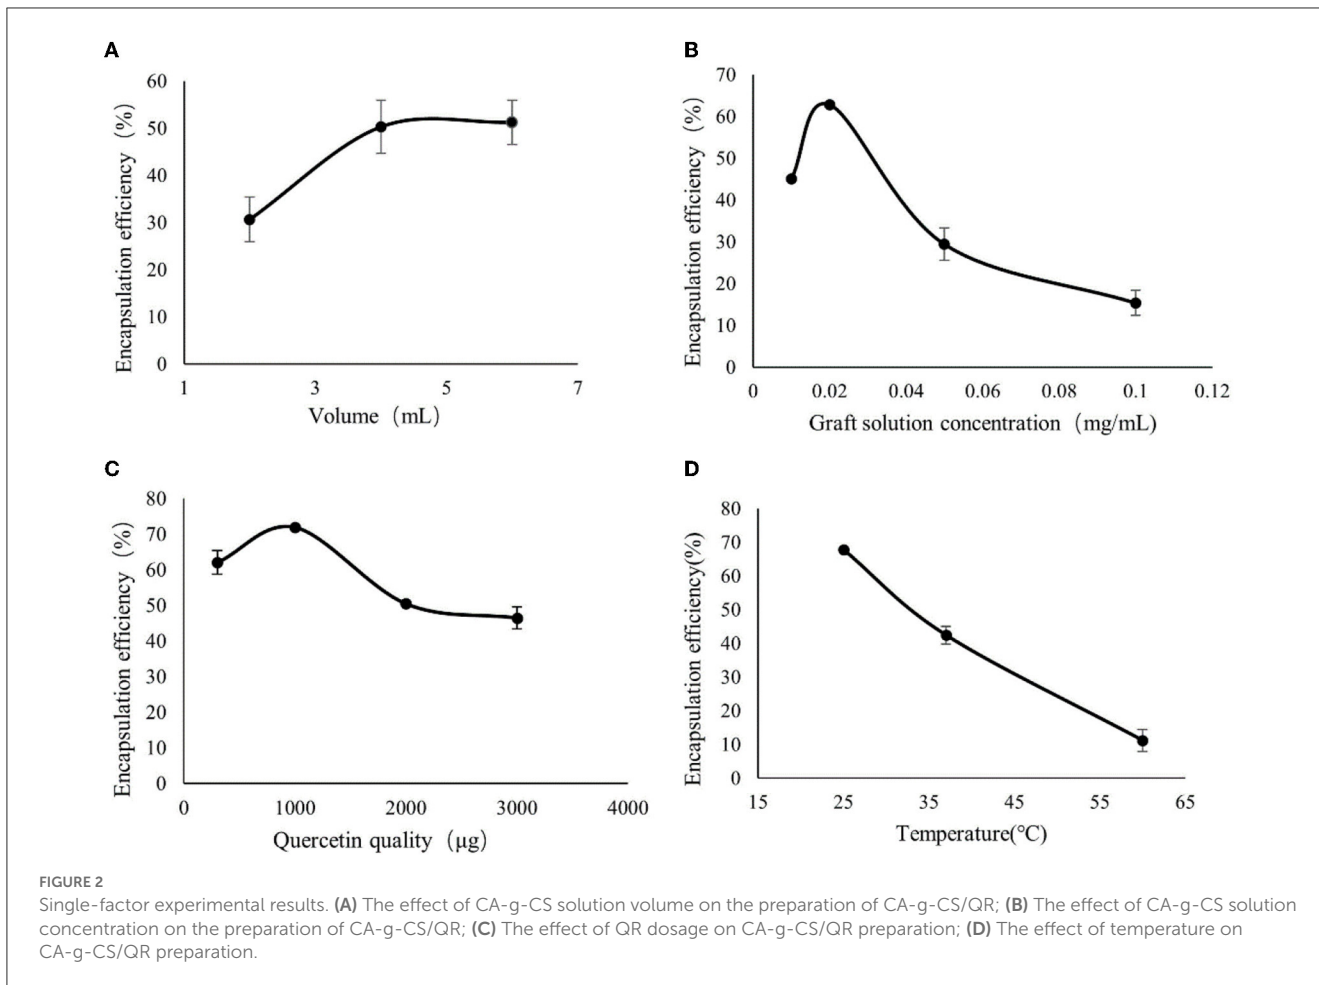 A
60
50
40
30
20
10
0
1 3 5 7
Encapsulation efficiency (%)
Volume (mL)
B
70
60
50
40
30
20
10
0
0 0.02 0.04 0.06 0.08 0.1 0.12
Encapsulation efficiency (%)
Graft solution concentration (mg/mL)
C
80
70
60
50
40
30
20
10
0
0 1000 2000 3000 4000
Encapsulation efficiency (%)
Quercetin quality (μg)
D
80
70
60
50
40
30
20
10
0
15 25 35 45 55 65
Encapsulation efficiency(%)
Temperature(°C)
FIGURE 2
Single-factor experimental results. (A) The effect of CA-g-CS solution volume on the preparation of CA-g-CS/QR; (B) The effect of CA-g-CS solution
concentration on the preparation of CA-g-CS/QR; (C) The effect of QR dosage on CA-g-CS/QR preparation; (D) The effect of temperature on
CA-g-CS/QR preparation.